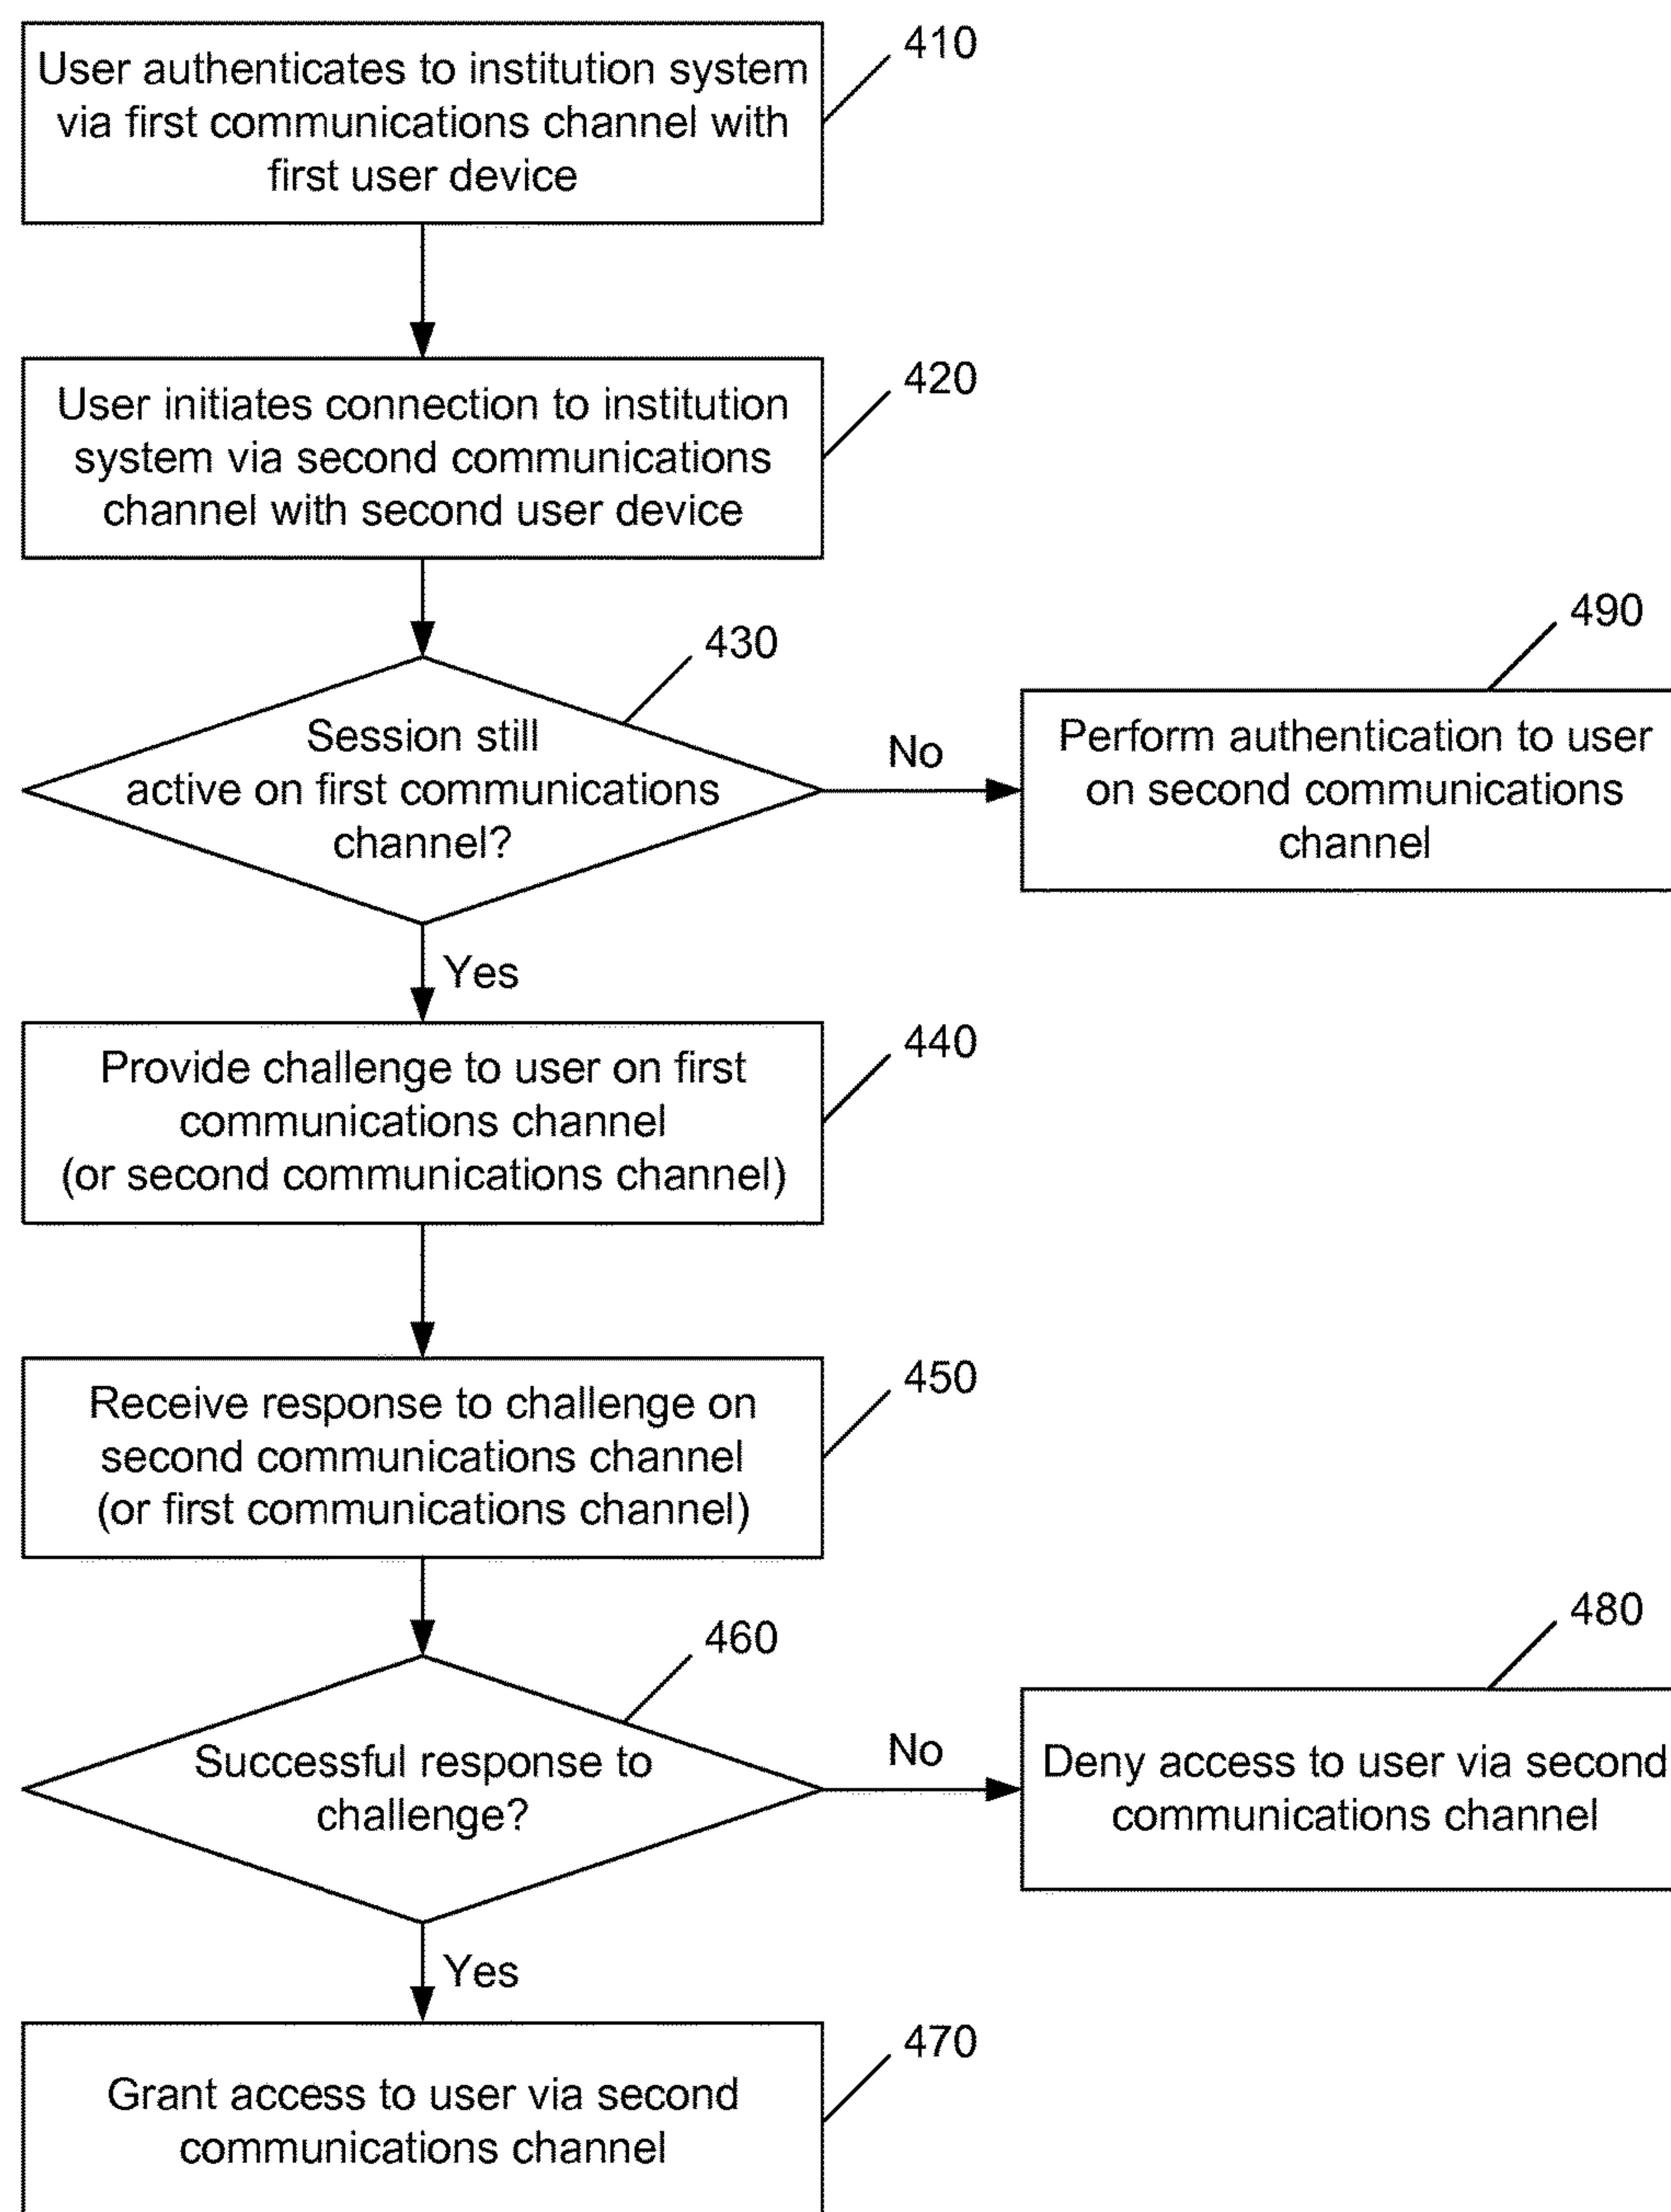 User authenticates to institution system
via first communications channel with
first user device
410
User initiates connection to institution
system via second communications
channel with second user device
420
Session still
active on first communications
channel?
430
No
Perform authentication to user
on second communications
channel
490
Yes
Provide challenge to user on first
communications channel
(or second communications channel)
440
Receive response to challenge on
second communications channel
(or first communications channel)
450
Successful response to
challenge?
460
No
Deny access to user via second
communications channel
480
Yes
Grant access to user via second
communications channel
470